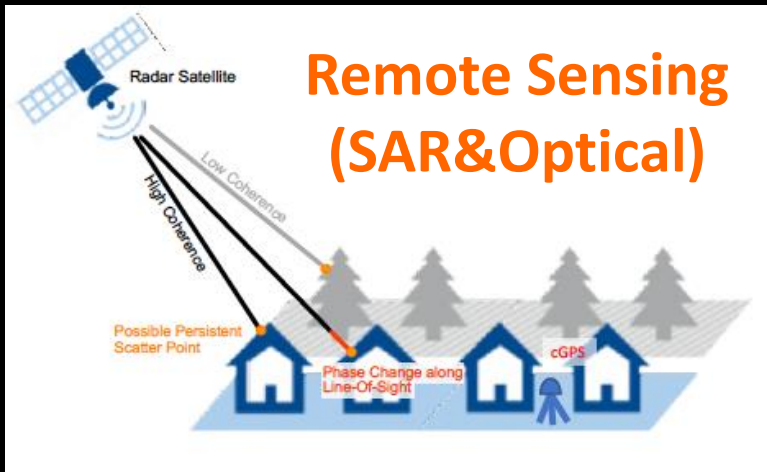 Remote Sensing
(SAR&Optical)
Radar Satellite
Low Coherence
High Coherence
Possible Persistent
Scatter Point
Phase Change along
Line-Of-Sight
cGPS